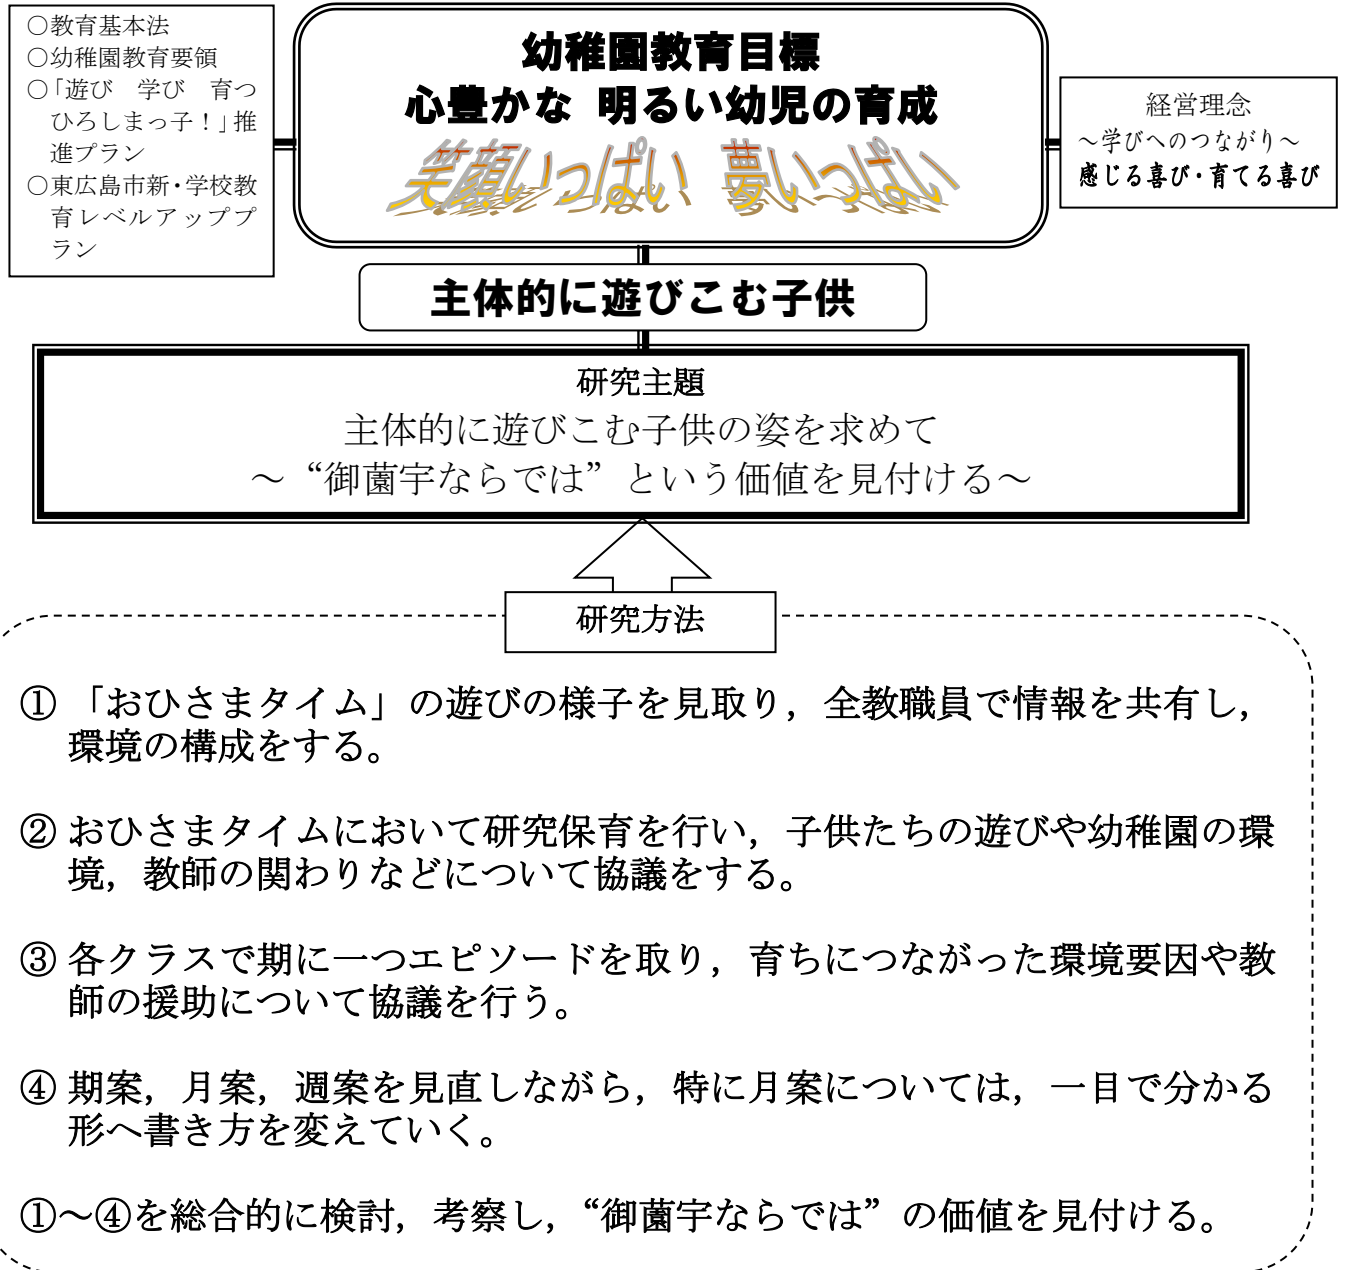 ○教育基本法
○幼稚園教育要領
○「遊び　学び　育つ
ひろしまっ子！」推
進プラン
○東広島市新・学校教
育レベルアッププ
ラン
幼稚園教育目標
心豊かな 明るい幼児の育成
笑顔いっぱい 夢いっぱい
経営理念
～学びへのつながり～
感じる喜び・育てる喜び
主体的に遊びこむ子供
研究主題
主体的に遊びこむ子供の姿を求めて
～“御薗宇ならでは”という価値を見付ける～
研究方法
① 「おひさまタイム」の遊びの様子を見取り，全教職員で情報を共有し，
環境の構成をする。
② おひさまタイムにおいて研究保育を行い，子供たちの遊びや幼稚園の環
境，教師の関わりなどについて協議をする。
③ 各クラスで期に一つエピソードを取り，育ちにつながった環境要因や教
師の援助について協議を行う。
④ 期案，月案，週案を見直しながら，特に月案については，一目で分かる
形へ書き方を変えていく。
①～④を総合的に検討，考察し，“御薗宇ならでは”の価値を見付ける。